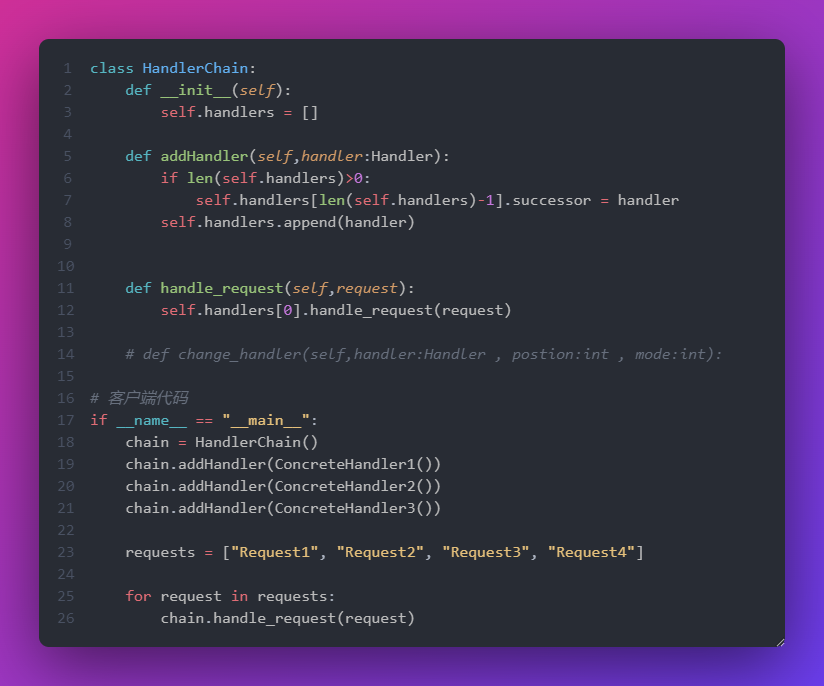 1 class HandlerChain:
2     def __init__(self):
3         self.handlers = []
4
5     def addHandler(self,handler:Handler):
6         if len(self.handlers)>0:
7             self.handlers[len(self.handlers)-1].successor = handler
8         self.handlers.append(handler)
9
10
11     def handle_request(self,request):
12         self.handlers[0].handle_request(request)
13
14     # def change_handler(self,handler:Handler , postion:int , mode:int):
15
16 # 客户端代码
17 if __name__ == "__main__":
18     chain = HandlerChain()
19     chain.addHandler(ConcreteHandler1())
20     chain.addHandler(ConcreteHandler2())
21     chain.addHandler(ConcreteHandler3())
22
23     requests = ["Request1", "Request2", "Request3", "Request4"]
24
25     for request in requests:
26         chain.handle_request(request)